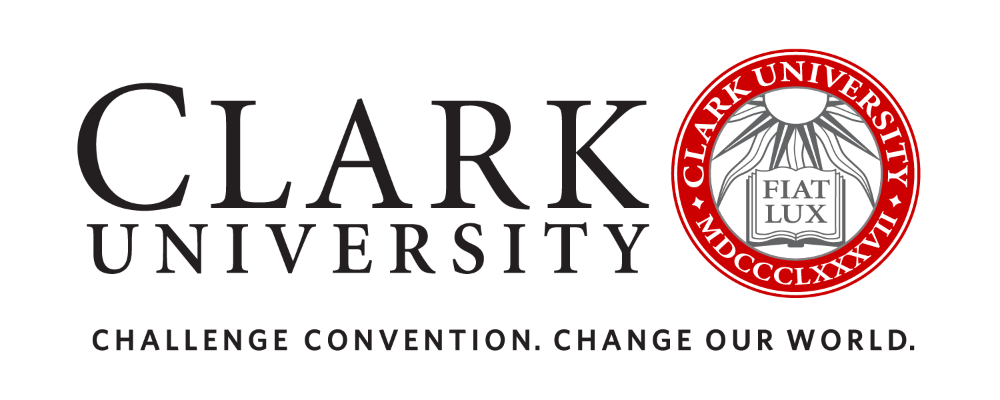 CLARK
UNIVERSITY
CLARK UNIVERSITY
FIAT
LUX
MDCCCLXXXVII
CHALLENGE CONVENTION. CHANGE OUR WORLD.